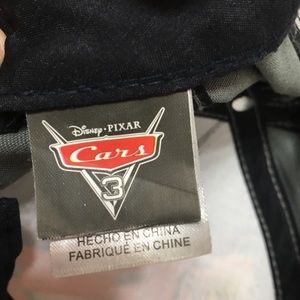 Disney · PIXAR
Cars
3
HECHO EN CHINA
FABRIQUÉ EN CHINE